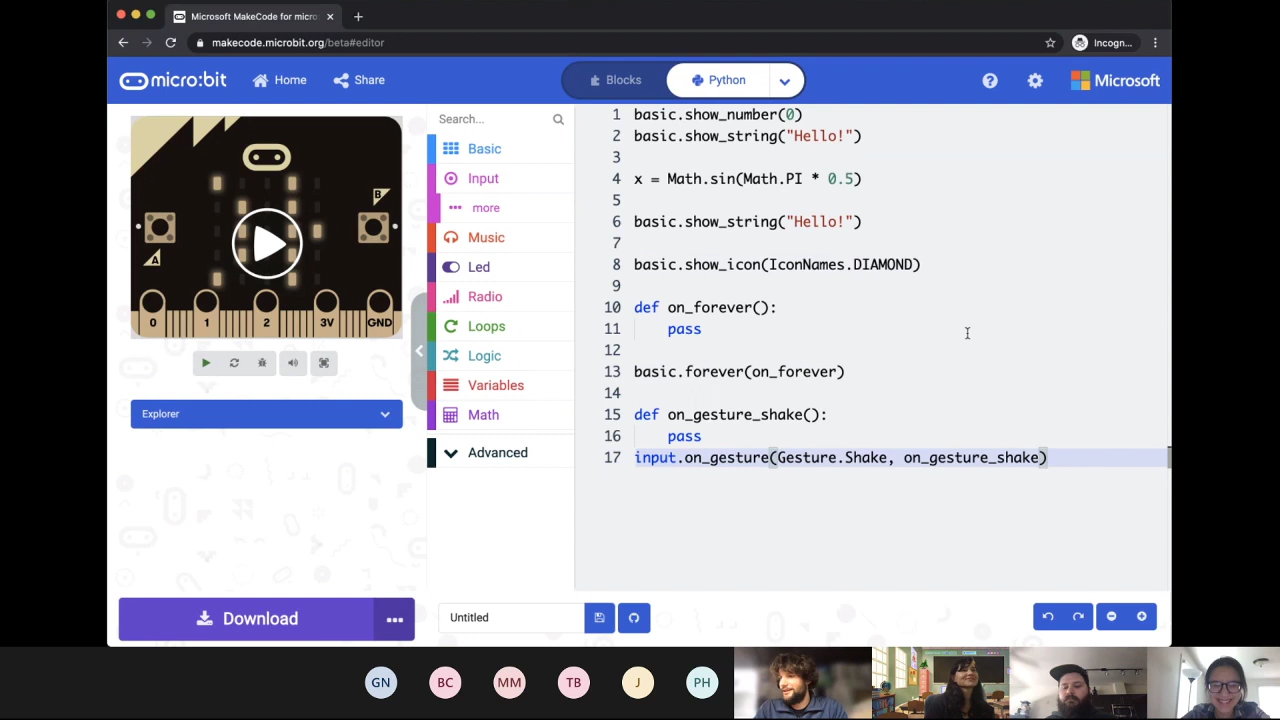 Microsoft MakeCode for micro:
makecode.microbit.org/beta#editor
Incogn...
micro:bit
Home
Share
Blocks
Python
Microsoft
A
B
0 1 2 3V GND
Explorer
Download
Search...
Basic
Input
more
Music
Led
Radio
Loops
Logic
Variables
Math
Advanced
1 basic.show_number(0)
2 basic.show_string("Hello!")
3
4 x = Math.sin(Math.PI * 0.5)
5
6 basic.show_string("Hello!")
7
8 basic.show_icon(IconNames.DIAMOND)
9
10 def on_forever():
11 pass
12
13 basic.forever(on_forever)
14
15 def on_gesture_shake():
16 pass
17 input.on_gesture(Gesture.Shake, on_gesture_shake)
Untitled
GN BC MM TB J PH